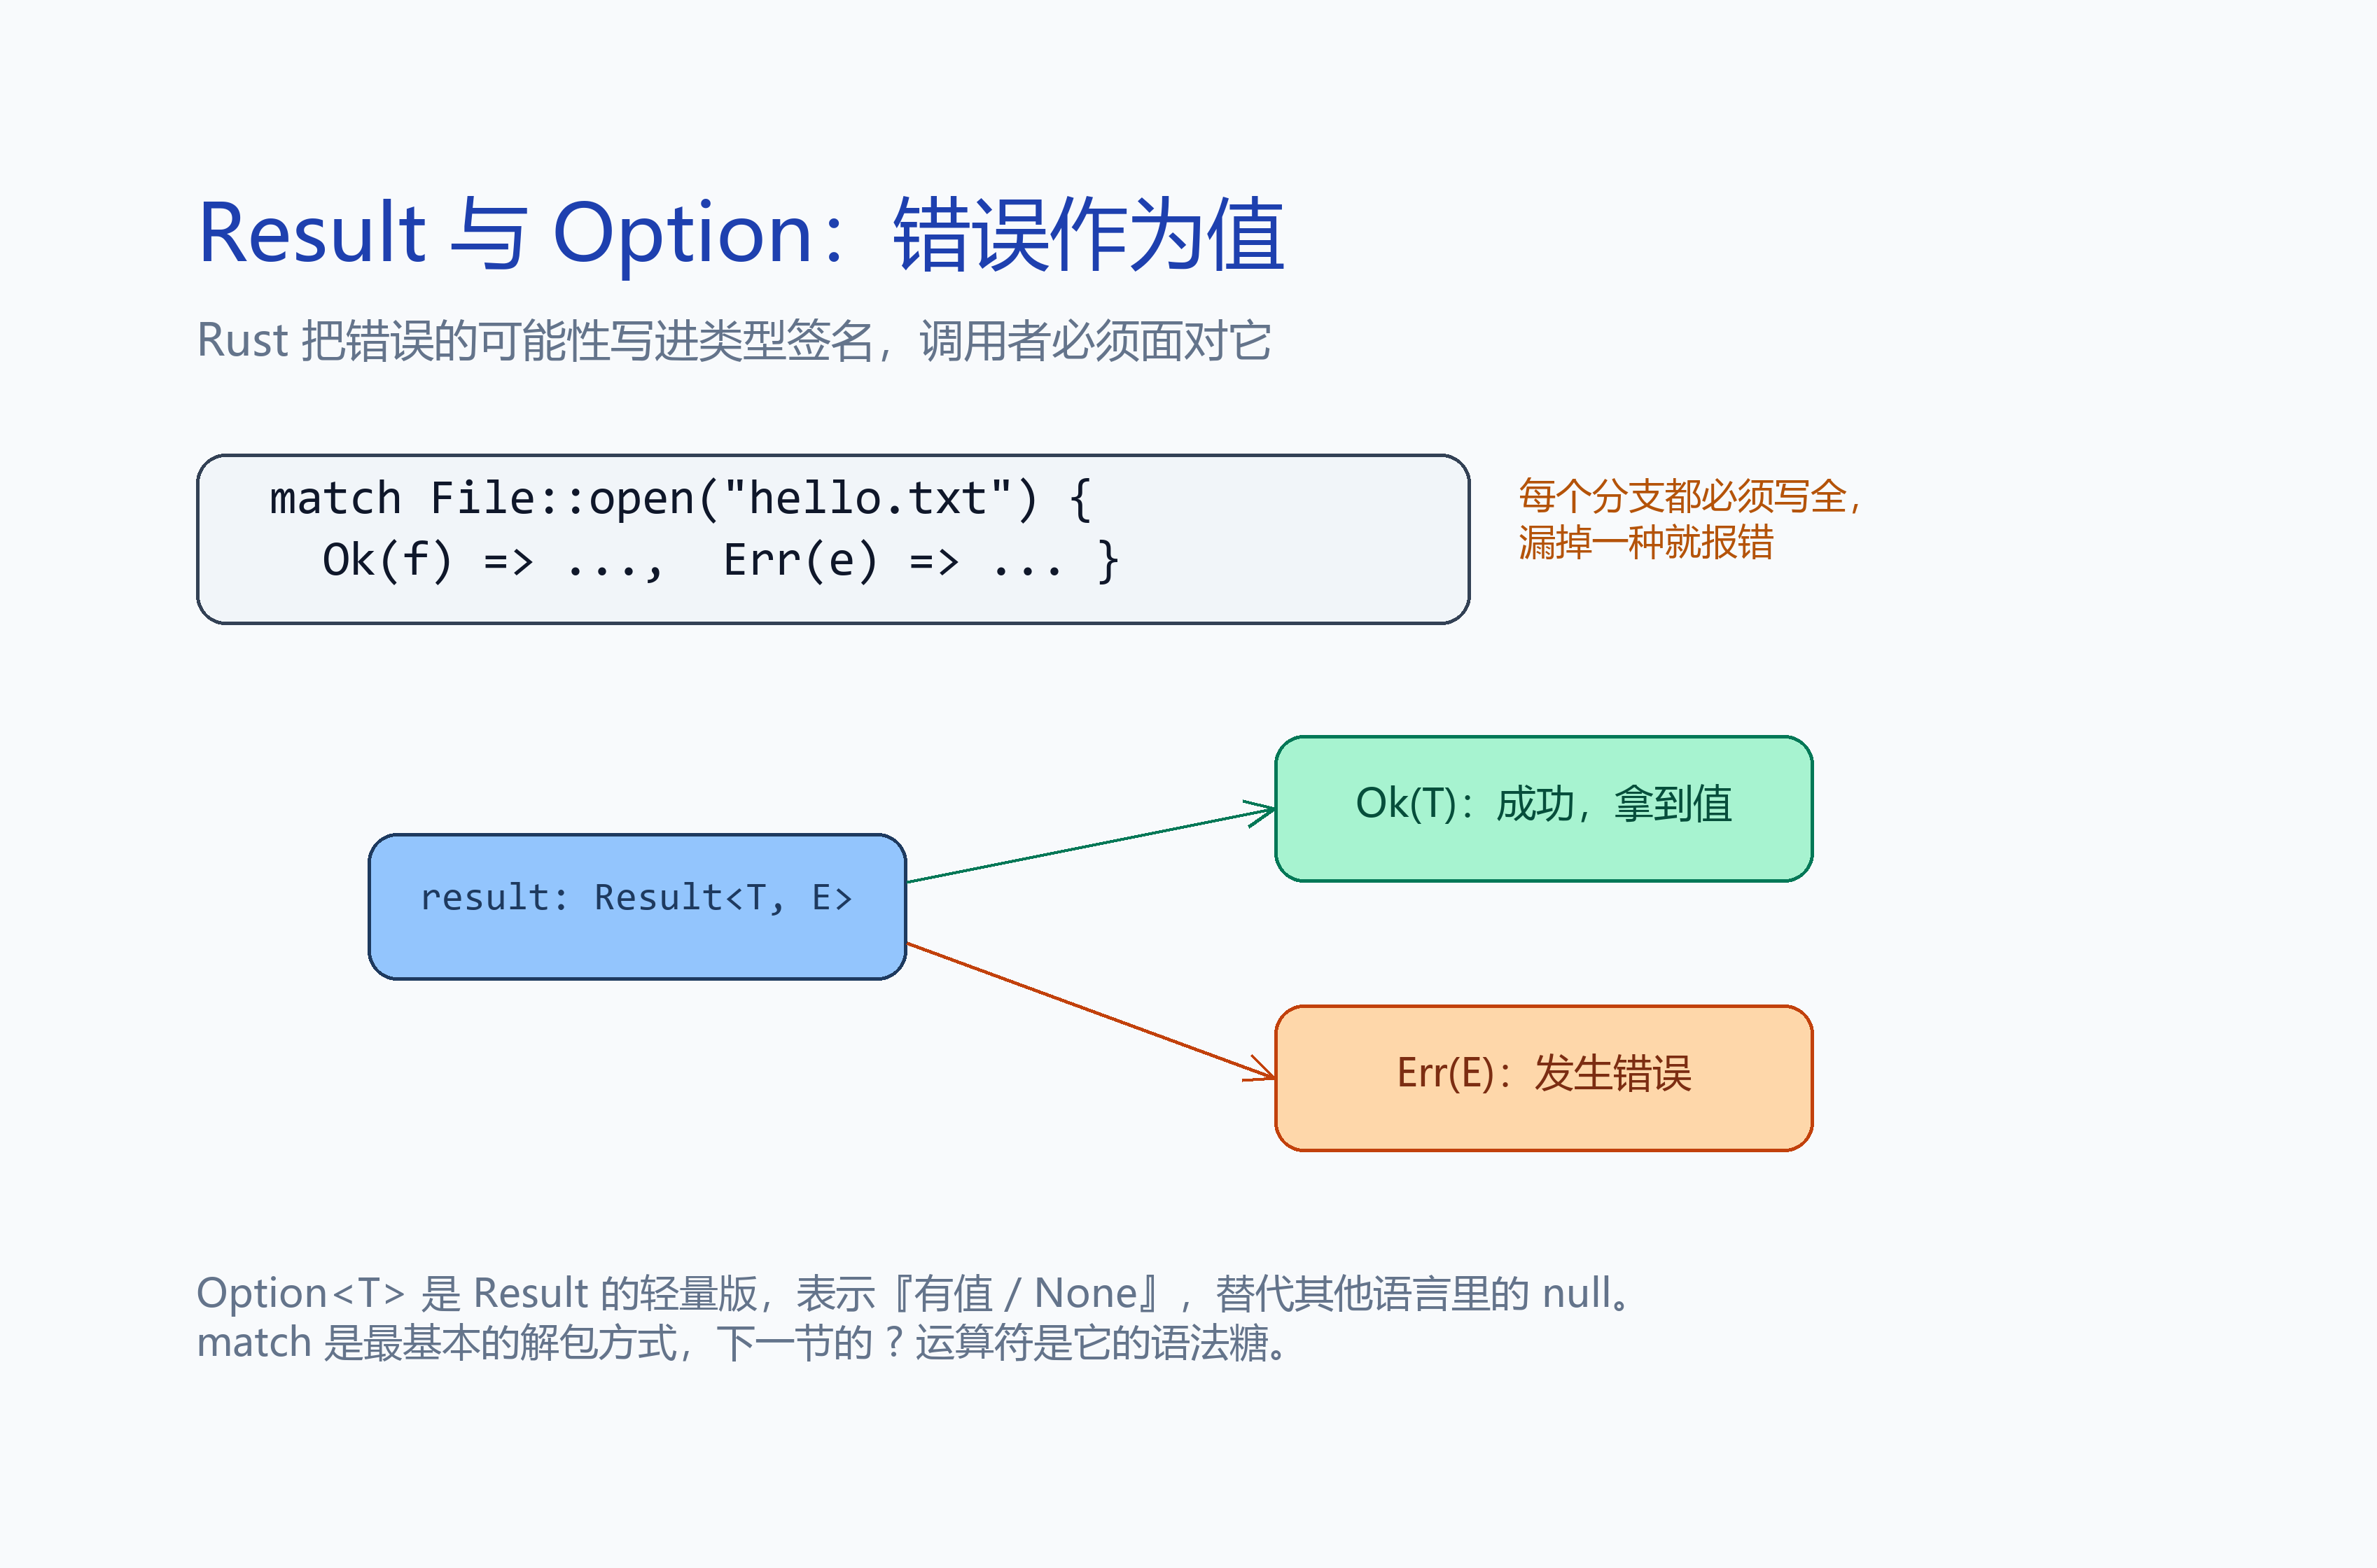 Result 与 Option：错误作为值
Rust 把错误的可能性写进类型签名，调用者必须面对它
match File::open("hello.txt") {
  Ok(f) => ...,  Err(e) => ... }
每个分支都必须写全，
漏掉一种就报错
Ok(T)：成功，拿到值
result: Result<T, E>
Err(E)：发生错误
Option<T> 是 Result 的轻量版，表示『有值 / None』，替代其他语言里的 null。
match 是最基本的解包方式，下一节的 ? 运算符是它的语法糖。